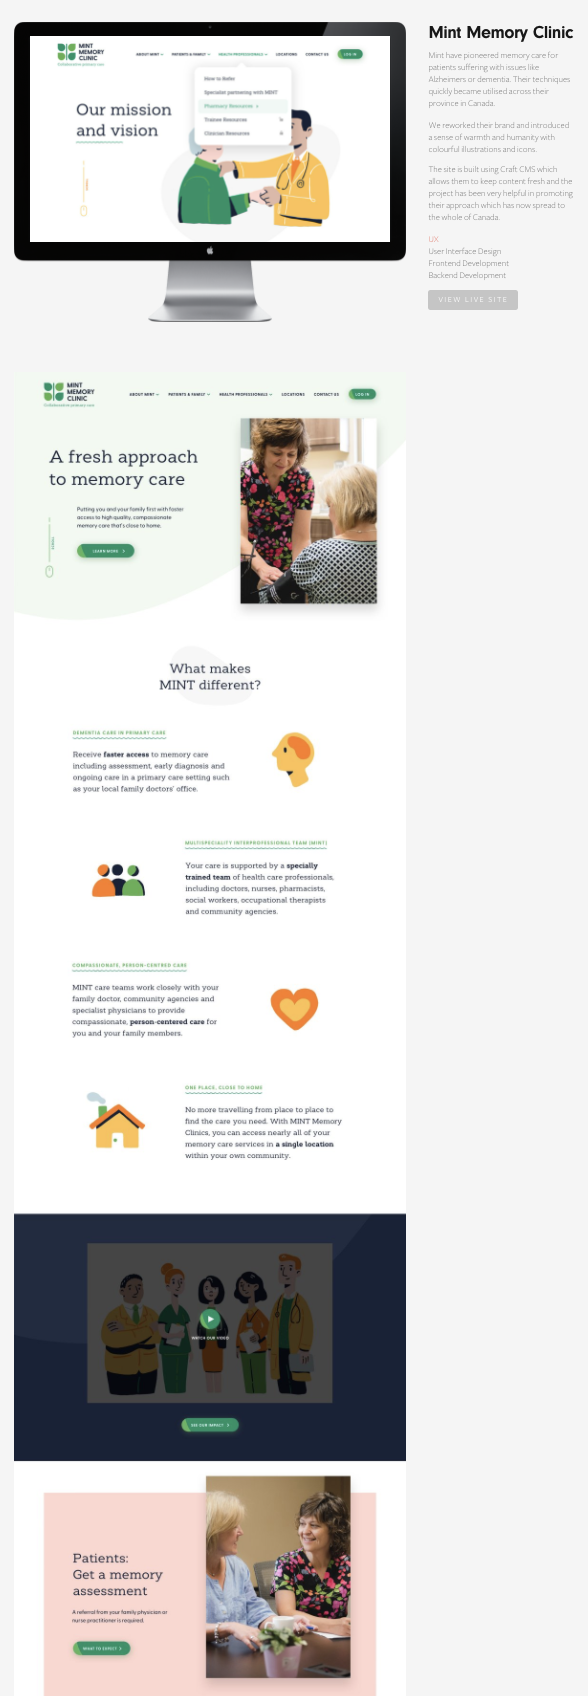 MINT
MEMORY
CLINIC
ABOUT MINT
PATIENTS & FAMILY
HEALTH PROFESSIONALS
LOCATIONS
CONTACT US
LOG IN
How to Refer
Specialist partnering with MINT
Pharmacy Resources
Trainee Resources
Clinician Resources
Our mission
and vision
Mint Memory Clinic
Mint have pioneered memory care for
patients suffering with issues like
Alzheimers or dementia. Their techniques
quickly became utilised across their
province in Canada.
We reworked their brand and introduced
a sense of warmth and humanity with
colourful illustrations and icons.
The site is built using Craft CMS which
allows them to keep content fresh and the
project has been very helpful in promoting
their approach which has now spread to
the whole of Canada.
UX
User Interface Design
Frontend Development
Backend Development
VIEW LIVE SITE
MINT
MEMORY
CLINIC
ABOUT MINT
PATIENTS & FAMILY
HEALTH PROFESSIONALS
LOCATIONS
CONTACT US
LOG IN
A fresh approach
to memory care
Putting you and your family first with faster
access to high quality, compassionate
memory care that's close to home.
LEARN MORE
What makes
MINT different?
DEMENTIA CARE IN PRIMARY CARE
Receive faster access to memory care
including assessment, early diagnosis and
ongoing care in a primary care setting such
as your local family doctors' office.
MULTISPECIALITY INTERPROFESSIONAL TEAM (MINT)
Your care is supported by a specially
trained team of health care professionals,
including doctors, nurses, pharmacists,
social workers, occupational therapists
and community agencies.
COMPASSIONATE, PERSON-CENTRED CARE
MINT care teams work closely with your
family doctor, community agencies and
specialist physicians to provide
compassionate, person-centered care for
you and your family members.
ONE PLACE, CLOSE TO HOME
No more travelling from place to place to
find the care you need. With MINT Memory
Clinics, you can access nearly all of your
memory care services in a single location
within your own community.
WATCH OUR VIDEO
SEE OUR IMPACT
Patients:
Get a memory
assessment
A referral from your family physician or
nurse practitioner is required.
WHAT TO EXPECT